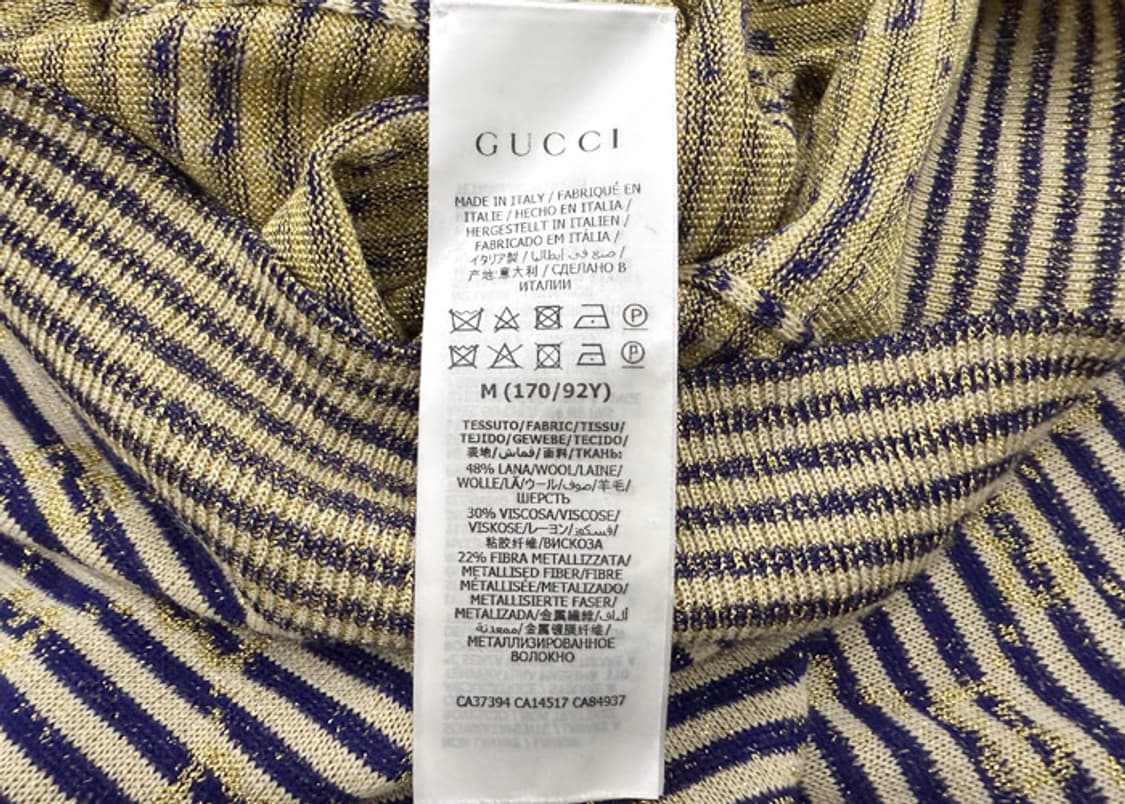 GUCCI
MADE IN ITALY / FABRIQUÉ EN
ITALIE / HECHO EN ITALIA /
HERGESTELLT IN ITALIEN /
FABRICADO EM ITÁLIA /
イタリア製 / صنع في إيطاليا /
产地:意大利 / СДЕЛАНО В
ИТАЛИИ
P
P
M (170/92Y)
TESSUTO/FABRIC/TISSU/
TEJIDO/GEWEBE/TECIDO/
表地/قماش/面料/ТКАНЬ:
48% LANA/WOOL/LAINE/
WOLLE/LÃ/ウール/صوف/羊毛/
ШЕРСТЬ
30% VISCOSA/VISCOSE/
VISKOSE/レーヨン/فسكوز/
粘胶纤维/ВИСКОЗА
22% FIBRA METALLIZZATA/
METALLISED FIBER/FIBRE
MÉTALLISÉE/METALIZADO/
METALLISIERTE FASER/
METALIZADA/金属繊維/ألياف
معدنية/金属镀膜纤维/
МЕТАЛЛИЗИРОВАННОЕ
ВОЛОКНО
CA37394 CA14517 CA84937